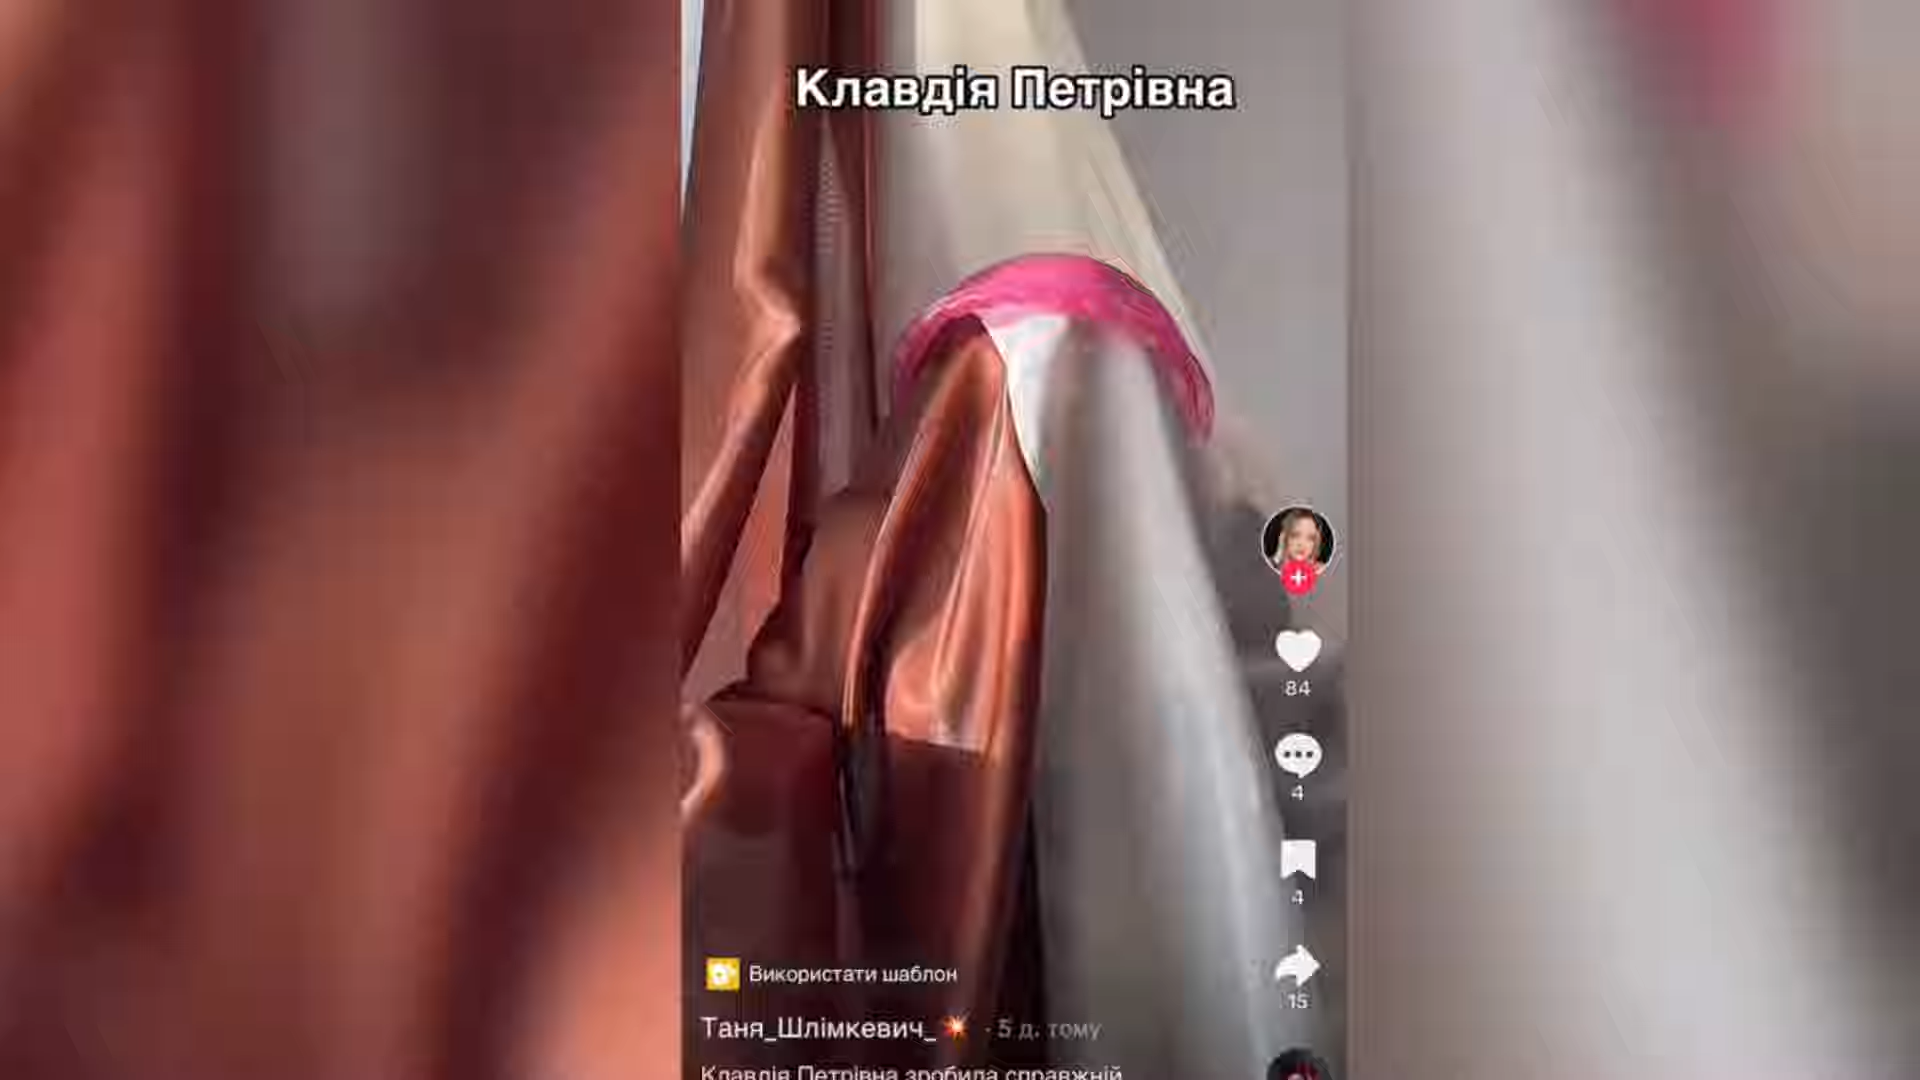 Клавдія Петрівна
84
4
4
15
Використати шаблон
Таня_Шлімкевич_💥 · 5 д. тому
Клавдія Петрівна зробила справжній